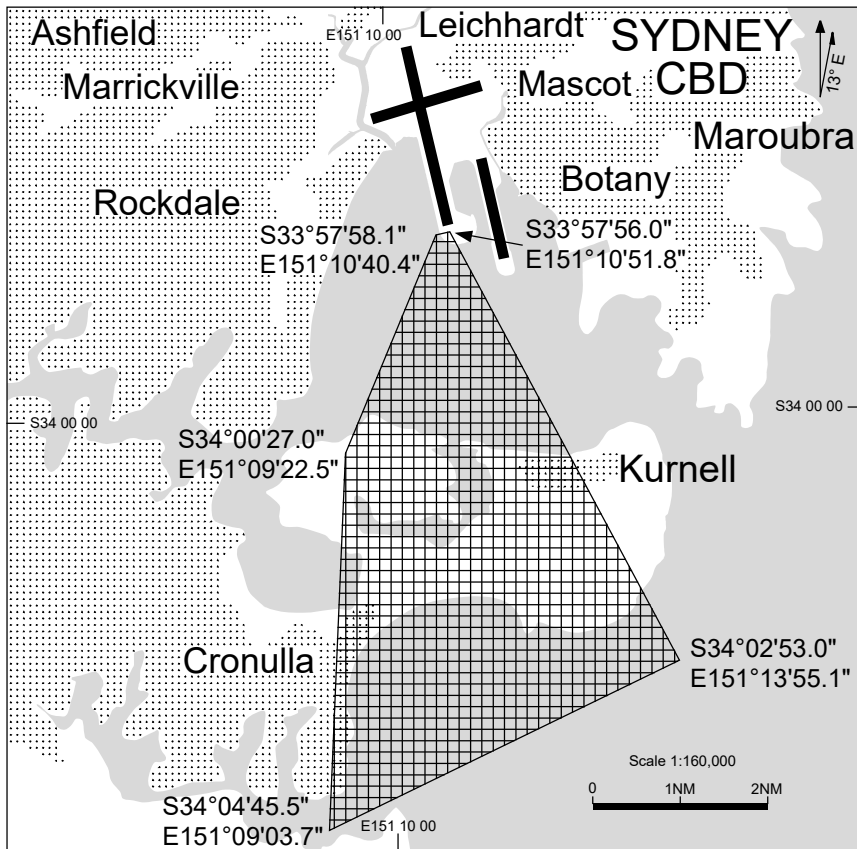 E151 10 00
Ashfield
Leichhardt
SYDNEY
CBD
13° E
Marrickville
Mascot
Maroubra
Botany
Rockdale
S33°57'58.1"
E151°10'40.4"
S33°57'56.0"
E151°10'51.8"
S34 00 00
S34 00 00
S34°00'27.0"
E151°09'22.5"
Kurnell
Cronulla
S34°02'53.0"
E151°13'55.1"
Scale 1:160,000
0 1NM 2NM
S34°04'45.5"
E151°09'03.7"
E151 10 00